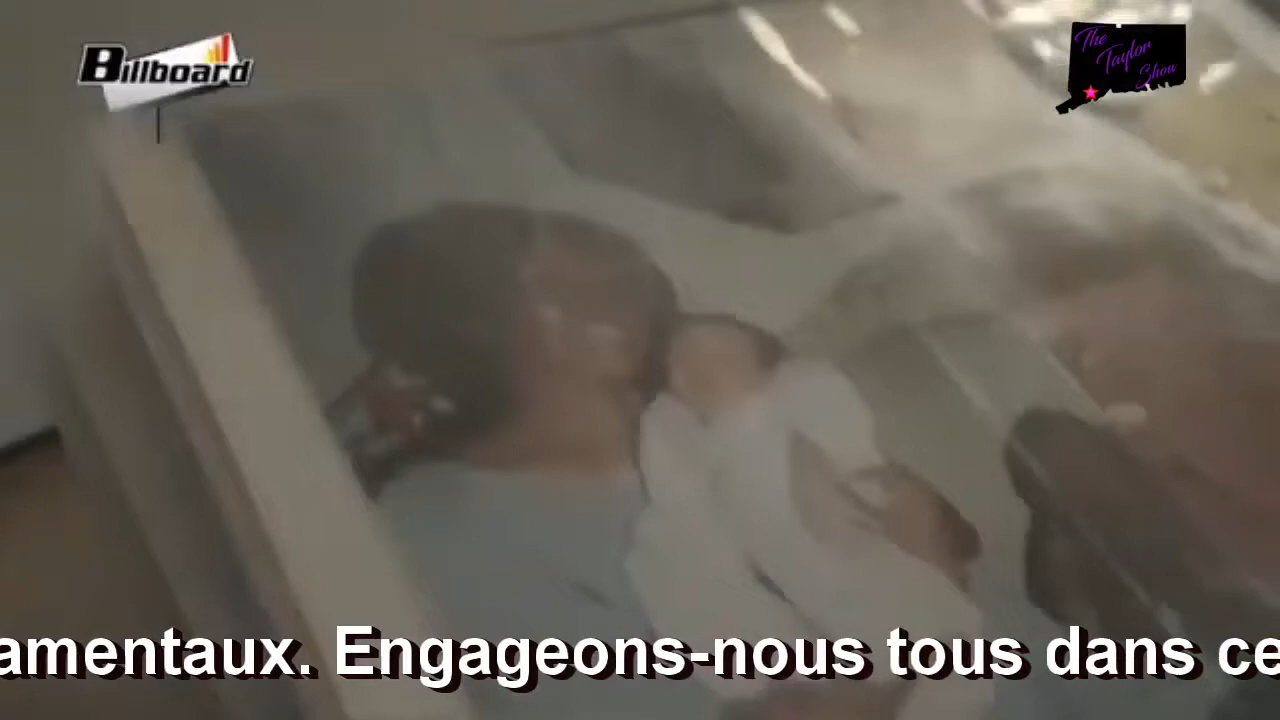 Billboard
The
Taylor
Show
amentaux. Engageons-nous tous dans ce